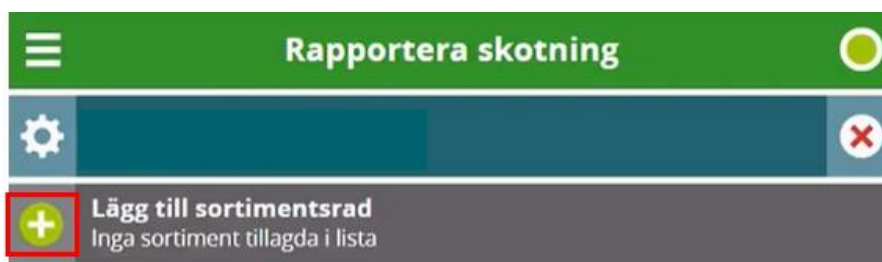 Rapportera skotning
Lägg till sortimentsrad
Inga sortiment tillagda i lista